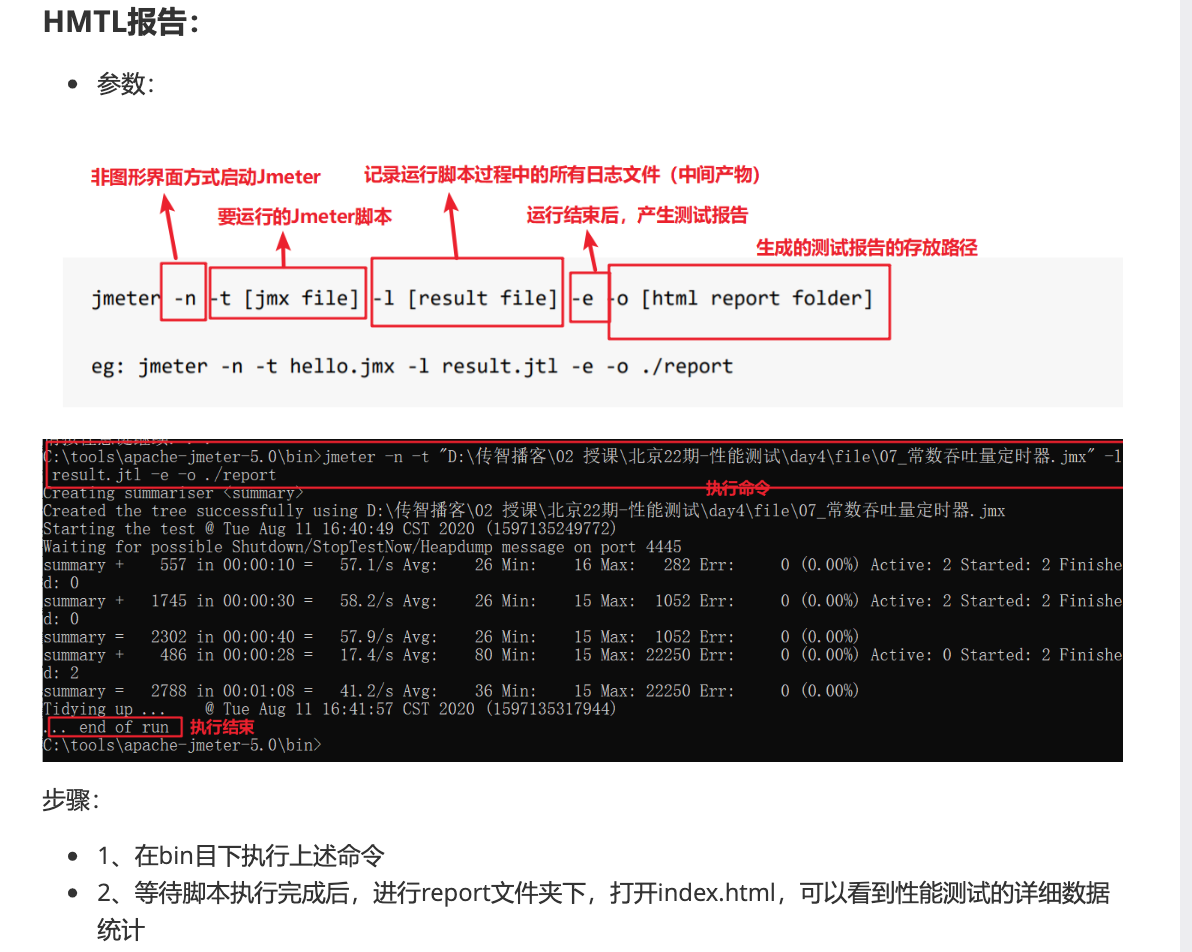 HMTL报告：
参数：
非图形界面方式启动Jmeter
记录运行脚本过程中的所有日志文件（中间产物）
要运行的Jmeter脚本
运行结束后，产生测试报告
生成的测试报告的存放路径
jmeter -n -t [jmx file] -l [result file] -e -o [html report folder]
eg: jmeter -n -t hello.jmx -l result.jtl -e -o ./report
C:\tools\apache-jmeter-5.0\bin>jmeter -n -t "D:\传智播客\02 授课\北京22期-性能测试\day4\file\07_常数吞吐量定时器.jmx" -l
result.jtl -e -o ./report
执行命令
Creating summariser <summary>
Created the tree successfully using D:\传智播客\02 授课\北京22期-性能测试\day4\file\07_常数吞吐量定时器.jmx
Starting the test @ Tue Aug 11 16:40:49 CST 2020 (1597135249772)
Waiting for possible Shutdown/StopTestNow/Heapdump message on port 4445
summary +    557 in 00:00:10 =   57.1/s Avg:    26 Min:    16 Max:   282 Err:     0 (0.00%) Active: 2 Started: 2 Finishe
d: 0
summary +   1745 in 00:00:30 =   58.2/s Avg:    26 Min:    15 Max:  1052 Err:     0 (0.00%) Active: 2 Started: 2 Finishe
d: 0
summary =   2302 in 00:00:40 =   57.9/s Avg:    26 Min:    15 Max:  1052 Err:     0 (0.00%)
summary +    486 in 00:00:28 =   17.4/s Avg:    80 Min:    15 Max: 22250 Err:     0 (0.00%) Active: 0 Started: 2 Finishe
d: 2
summary =   2788 in 00:01:08 =   41.2/s Avg:    36 Min:    15 Max: 22250 Err:     0 (0.00%)
Tidying up ...    @ Tue Aug 11 16:41:57 CST 2020 (1597135317944)
... end of run 执行结束
C:\tools\apache-jmeter-5.0\bin>
步骤：
1、在bin目下执行上述命令
2、等待脚本执行完成后，进行report文件夹下，打开index.html，可以看到性能测试的详细数据
统计